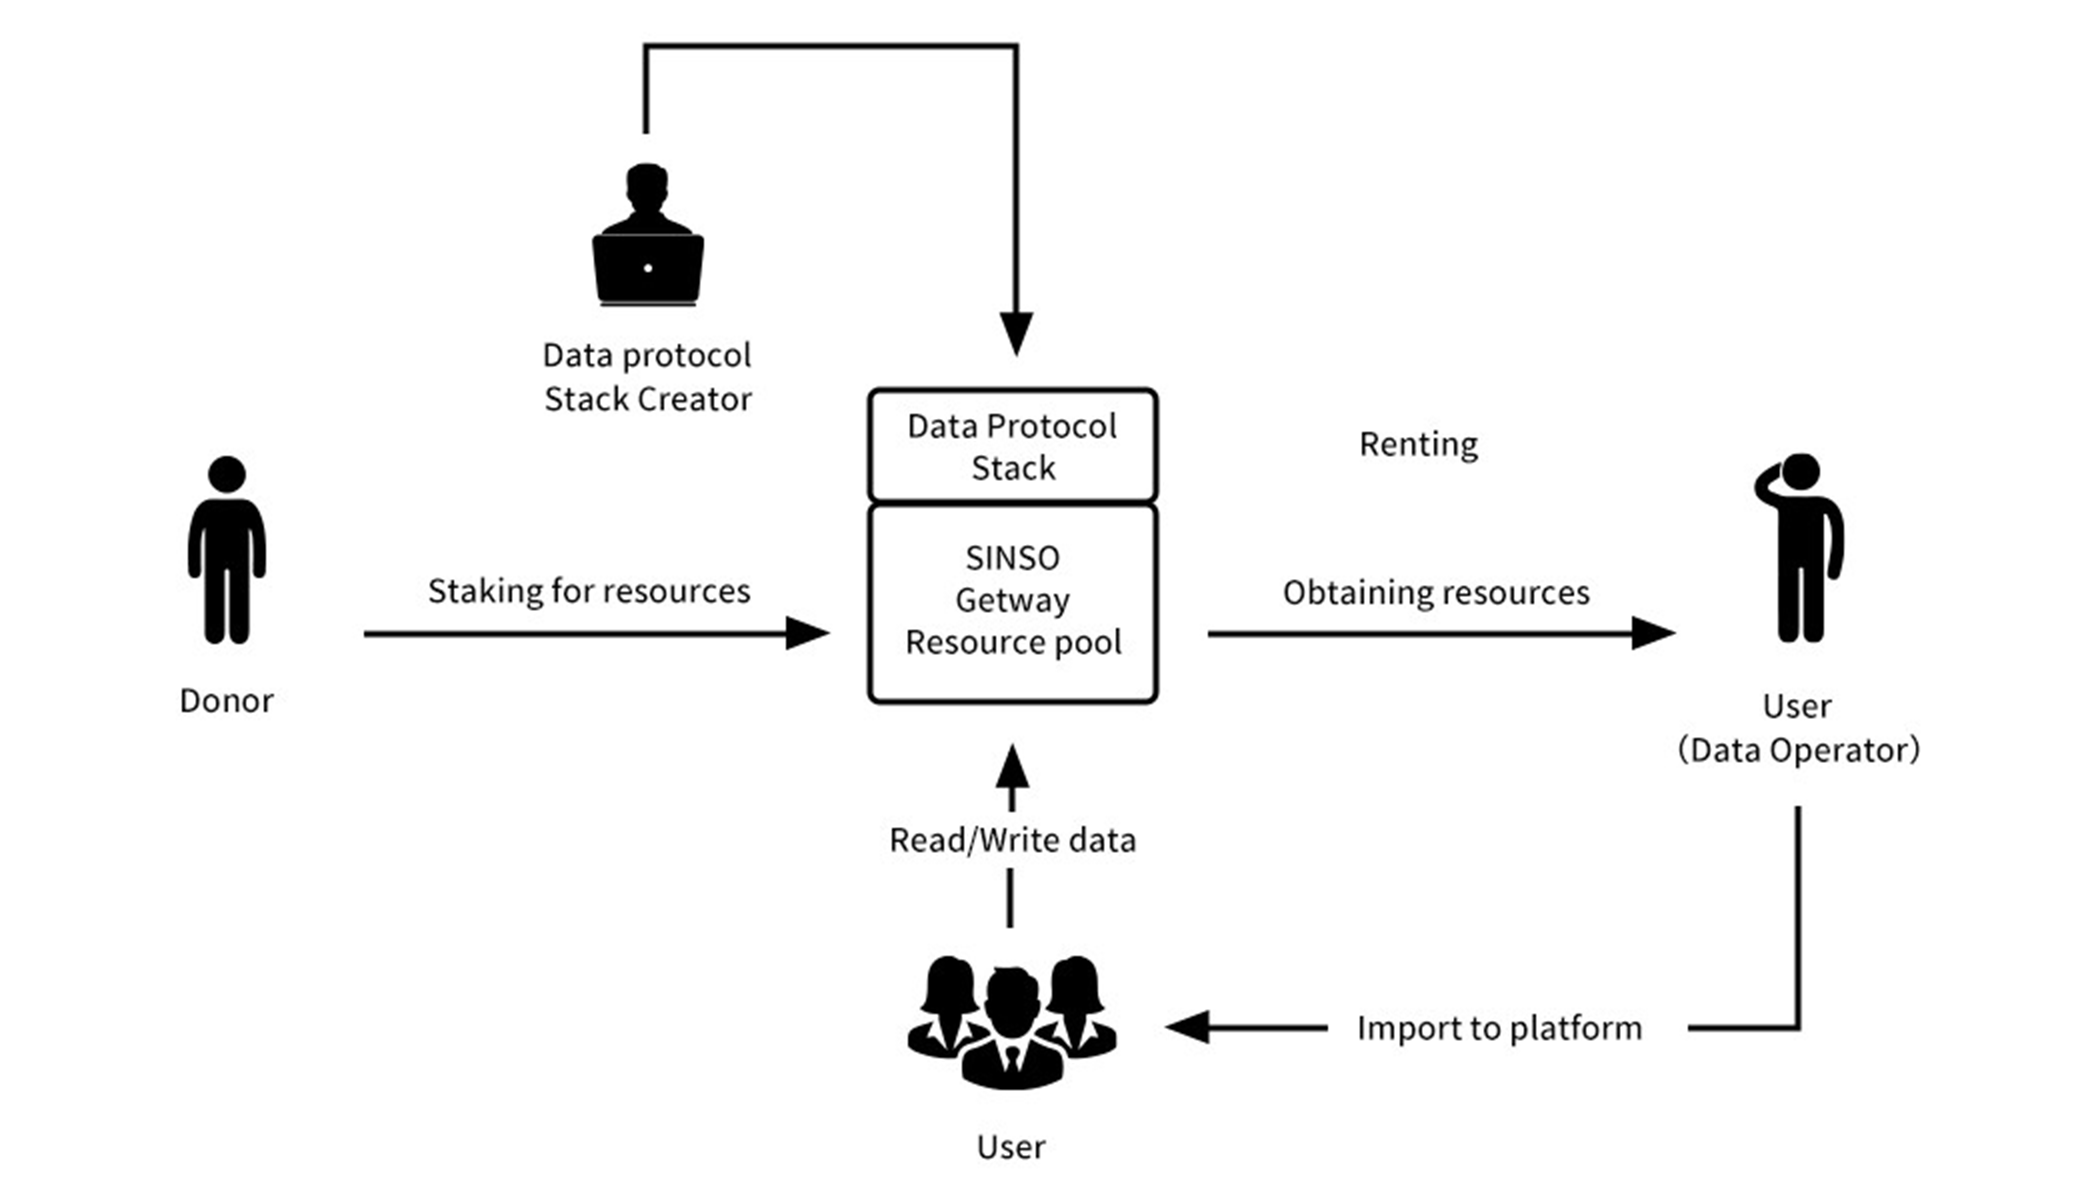 Data protocol
Stack Creator
Data Protocol
Stack
Renting
SINSO
Getway
Resource pool
Staking for resources
Obtaining resources
Donor
User
（Data Operator）
Read/Write data
Import to platform
User